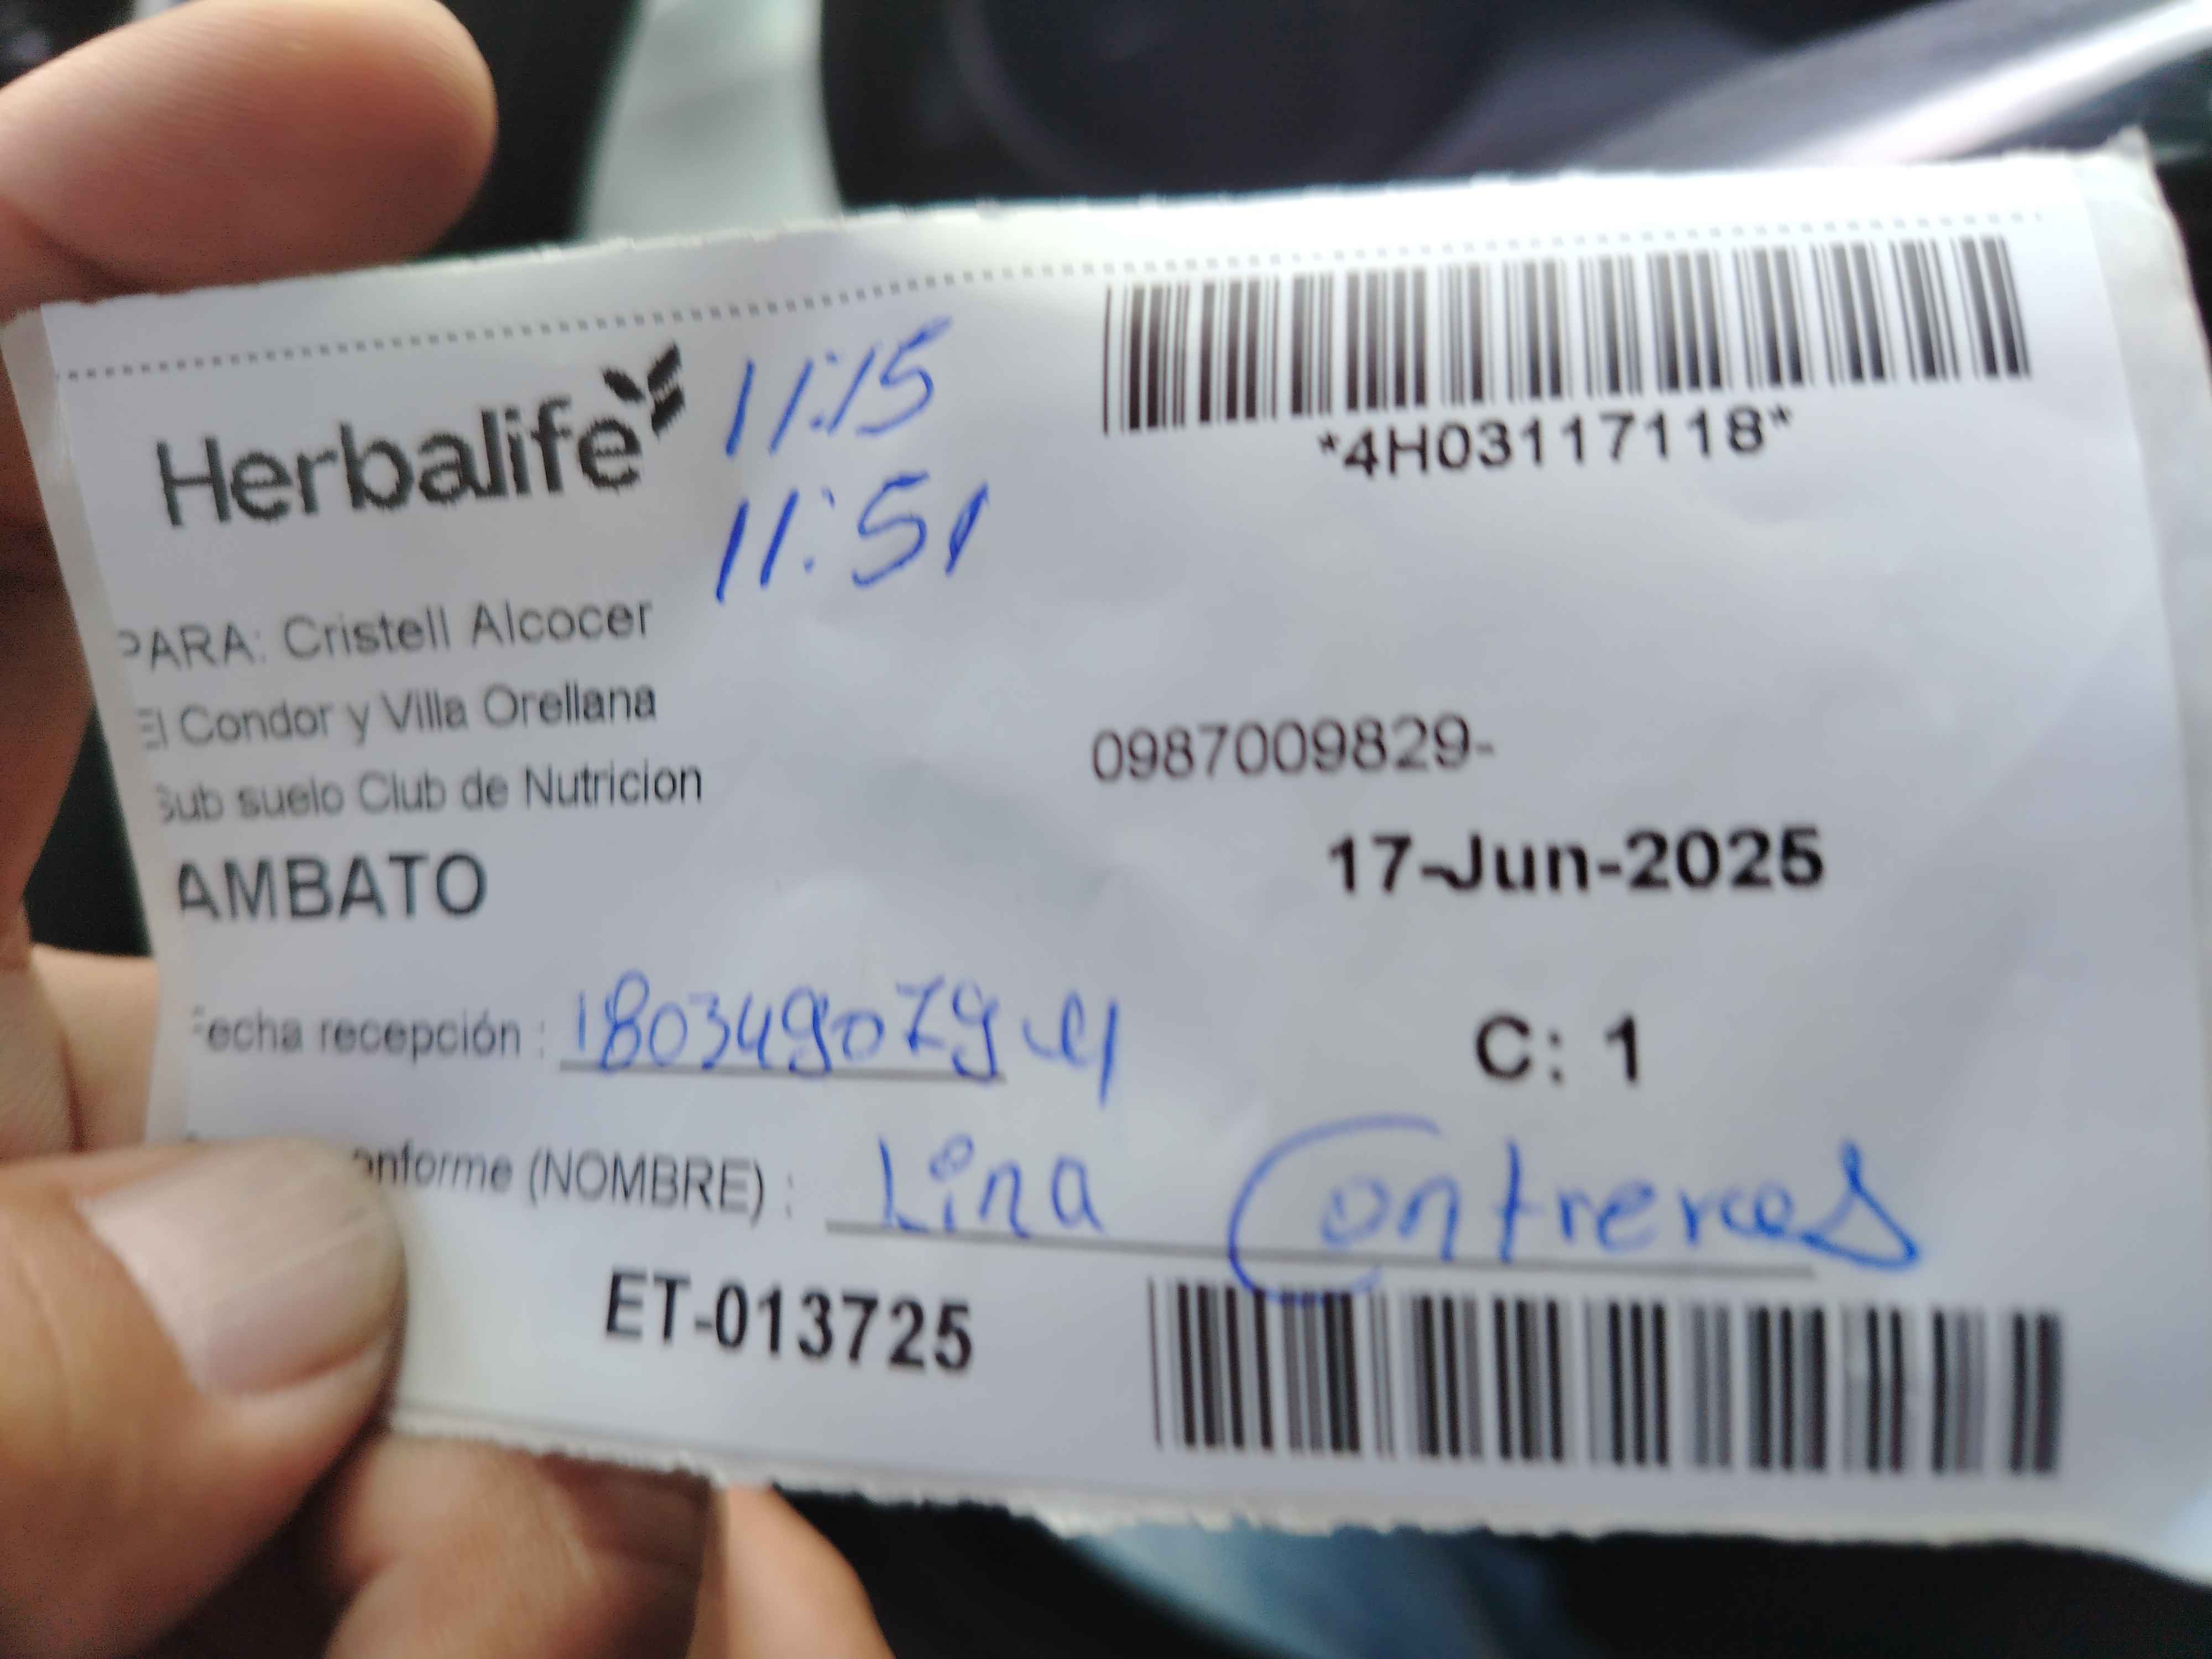 Herbalife
11:15
11:51
*4H03117118*
PARA: Cristell Alcocer
El Condor y Villa Orellana
Sub suelo Club de Nutricion
0987009829-
AMBATO
17-Jun-2025
Fecha recepción : 180349079
C: 1
(NOMBRE) : Lina Contreras
ET-013725